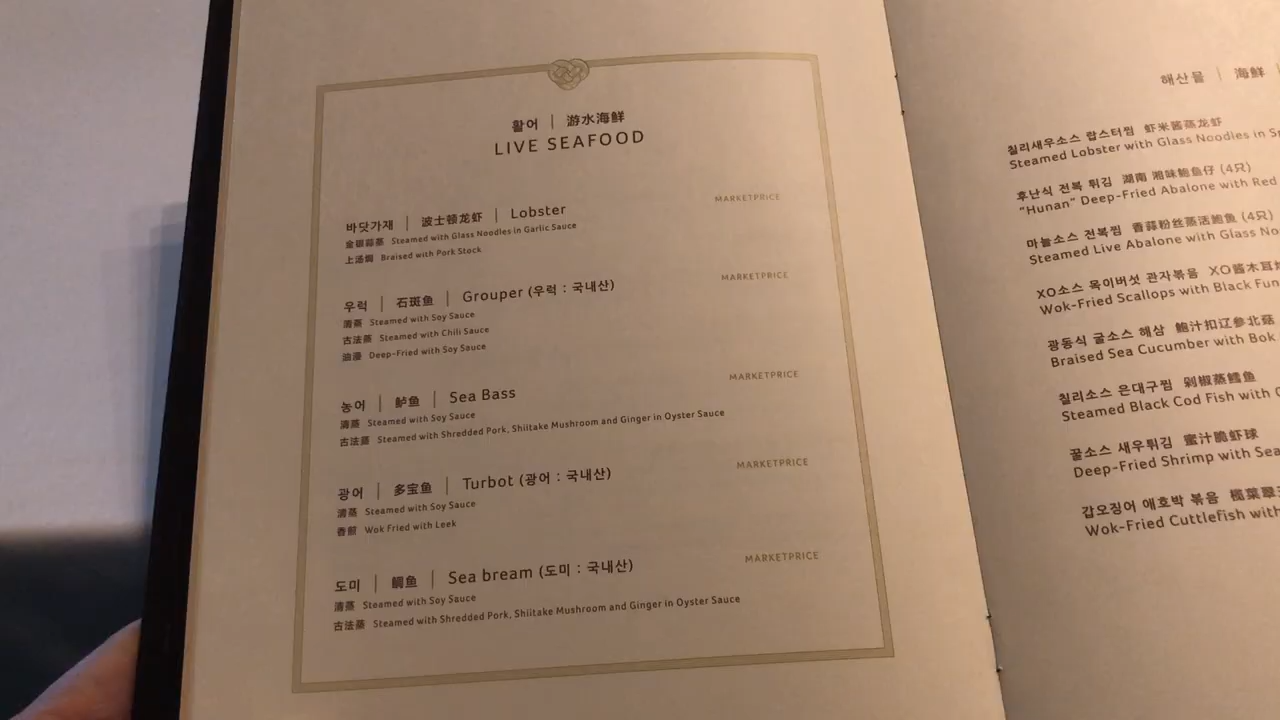 활어 | 游水海鲜
LIVE SEAFOOD
바닷가재 | 波士顿龙虾 | Lobster
MARKETPRICE
金银蒜蒸 Steamed with Glass Noodles in Garlic Sauce
上汤焗 Braised with Pork Stock
우럭 | 石斑鱼 | Grouper (우럭 : 국내산)
MARKETPRICE
清蒸 Steamed with Soy Sauce
古法蒸 Steamed with Chili Sauce
油浸 Deep-Fried with Soy Sauce
농어 | 鲈鱼 | Sea Bass
MARKETPRICE
清蒸 Steamed with Soy Sauce
古法蒸 Steamed with Shredded Pork, Shiitake Mushroom and Ginger in Oyster Sauce
광어 | 多宝鱼 | Turbot (광어 : 국내산)
MARKETPRICE
清蒸 Steamed with Soy Sauce
香煎 Wok Fried with Leek
도미 | 鲷鱼 | Sea bream (도미 : 국내산)
MARKETPRICE
清蒸 Steamed with Soy Sauce
古法蒸 Steamed with Shredded Pork, Shiitake Mushroom and Ginger in Oyster Sauce
해산물 | 海鲜 |
칠리새우소스 랍스터찜 虾米酱蒸龙虾
Steamed Lobster with Glass Noodles in
후난식 전복 튀김 湖南 湘味鲍鱼仔 (4只)
“Hunan” Deep-Fried Abalone with Red
마늘소스 전복찜 香蒜粉丝蒸活鲍鱼 (4只)
Steamed Live Abalone with Glass
XO소스 목이버섯 관자볶음 XO酱木耳
Wok-Fried Scallops with Black
광동식 굴소스 해삼 鲍汁扣辽参北菇
Braised Sea Cucumber with Bok
칠리소스 은대구찜 剁椒蒸鳕鱼
Steamed Black Cod Fish with
꿀소스 새우튀김 蜜汁脆虾球
Deep-Fried Shrimp with
갑오징어 애호박 볶음 榄菜翠
Wok-Fried Cuttlefish with